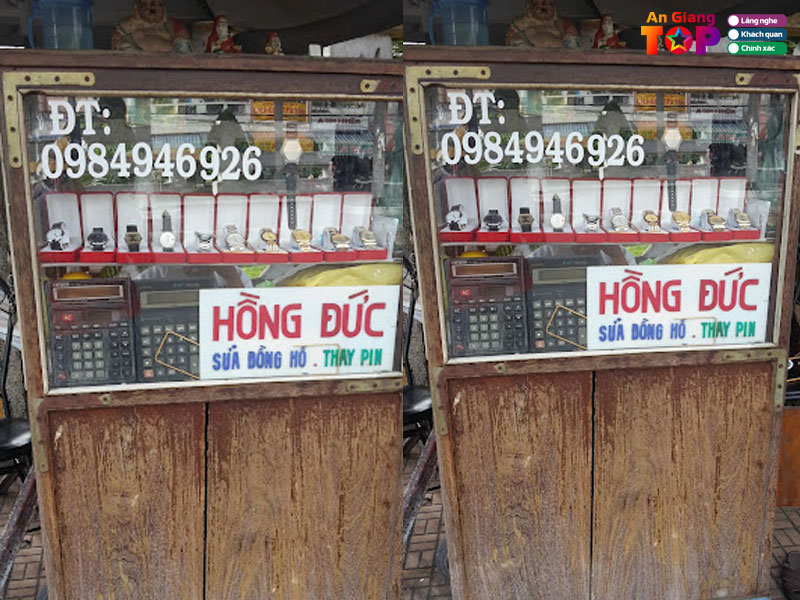 An Giang
TOP
Lắng nghe
Khách quan
Chính xác
ĐT:
0984946926
HỒNG ĐỨC
SỬA ĐỒNG HỒ . THAY PIN
ĐT:
0984946926
HỒNG ĐỨC
SỬA ĐỒNG HỒ . THAY PIN